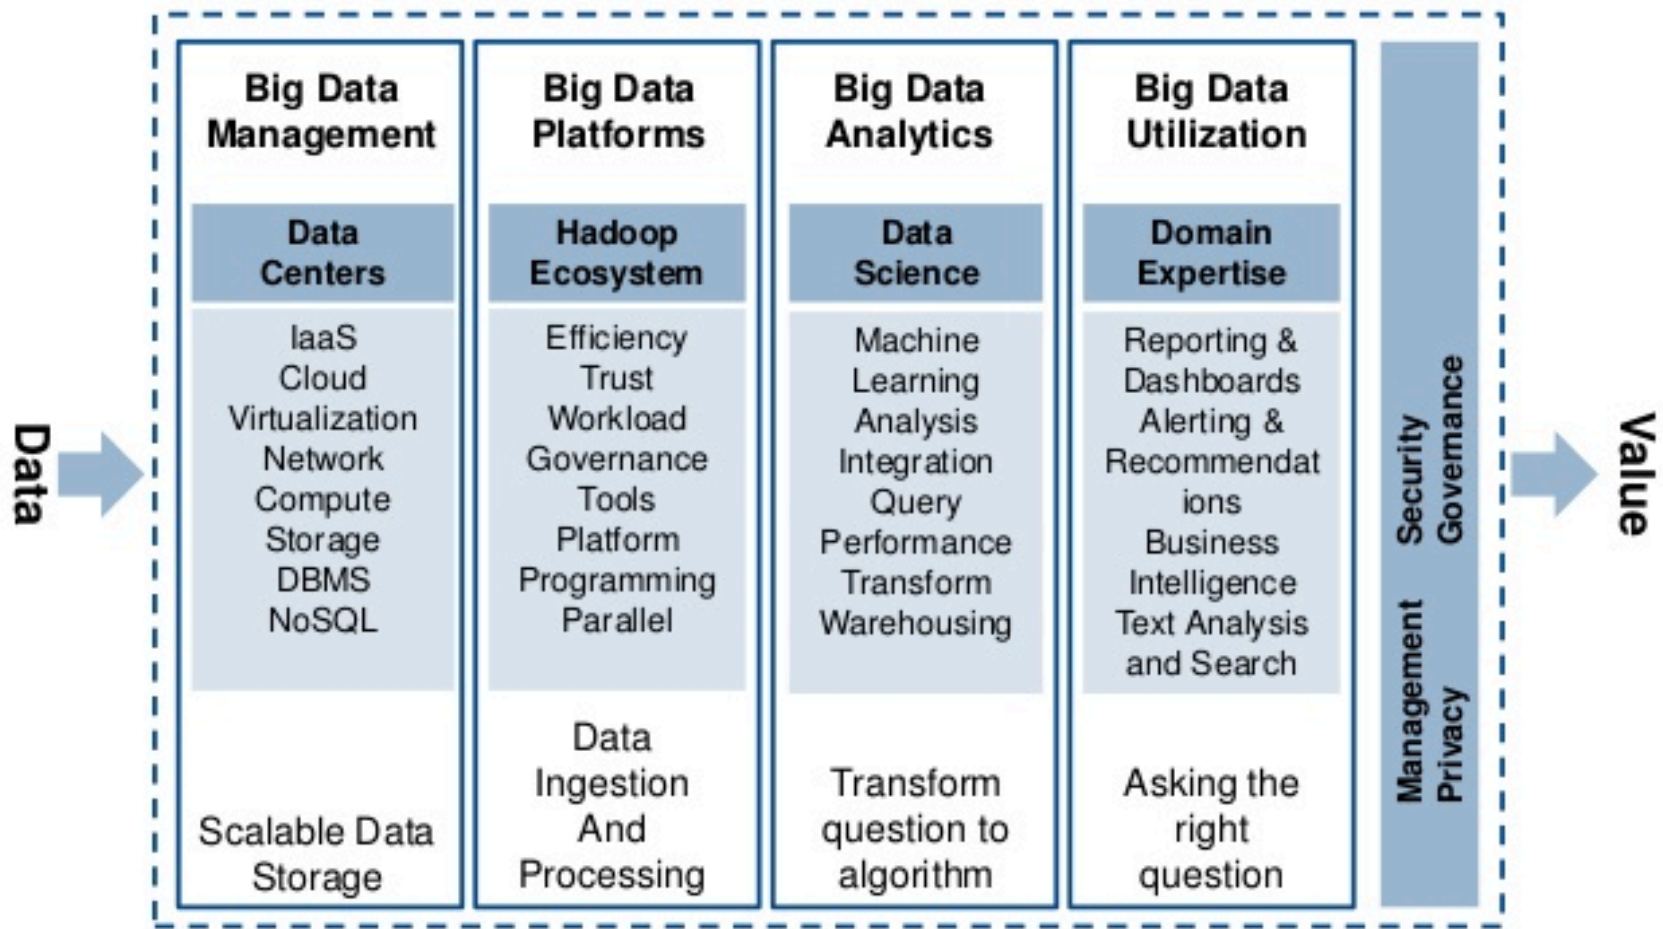 Data
Big Data
Management
Data
Centers
IaaS
Cloud
Virtualization
Network
Compute
Storage
DBMS
NoSQL
Scalable Data
Storage
Big Data
Platforms
Hadoop
Ecosystem
Efficiency
Trust
Workload
Governance
Tools
Platform
Programming
Parallel
Data
Ingestion
And
Processing
Big Data
Analytics
Data
Science
Machine
Learning
Analysis
Integration
Query
Performance
Transform
Warehousing
Transform
question to
algorithm
Big Data
Utilization
Domain
Expertise
Reporting &
Dashboards
Alerting &
Recommendat
ions
Business
Intelligence
Text Analysis
and Search
Asking the
right
question
Management Security
Privacy Governance
Value